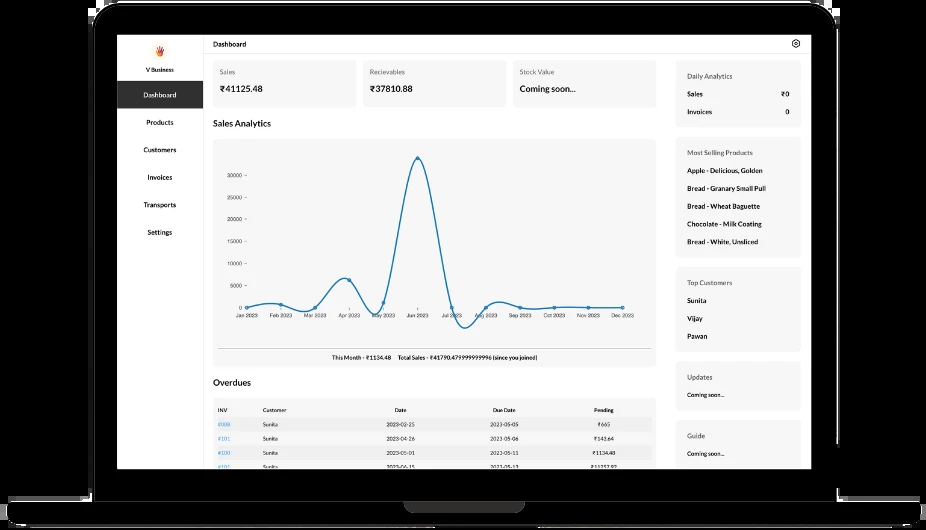 V Business
Dashboard
Products
Customers
Invoices
Transports
Settings
Dashboard
Sales
₹41125.48
Recievables
₹37810.88
Stock Value
Coming soon...
Sales Analytics
30000
25000
20000
15000
10000
5000
0
Jan 2023 Feb 2023 Mar 2023 Apr 2023 May 2023 Jun 2023 Jul 2023 Aug 2023 Sep 2023 Oct 2023 Nov 2023 Dec 2023
This Month - ₹1134.48 Total Sales - ₹41790.479999999996 (since you joined)
Overdues
INV Customer Date Due Date Pending
#008 Sunita 2023-02-25 2023-05-05 ₹665
#101 Sunita 2023-04-26 2023-05-06 ₹143.64
#100 Sunita 2023-05-01 2023-05-11 ₹1134.48
#101 Sunita 2023-06-15 2023-05-13 ₹11257.92
Daily Analytics
Sales ₹0
Invoices 0
Most Selling Products
Apple - Delicious, Golden
Bread - Granary Small Pull
Bread - Wheat Baguette
Chocolate - Milk Coating
Bread - White, Unsliced
Top Customers
Sunita
Vijay
Pawan
Updates
Coming soon...
Guide
Coming soon...